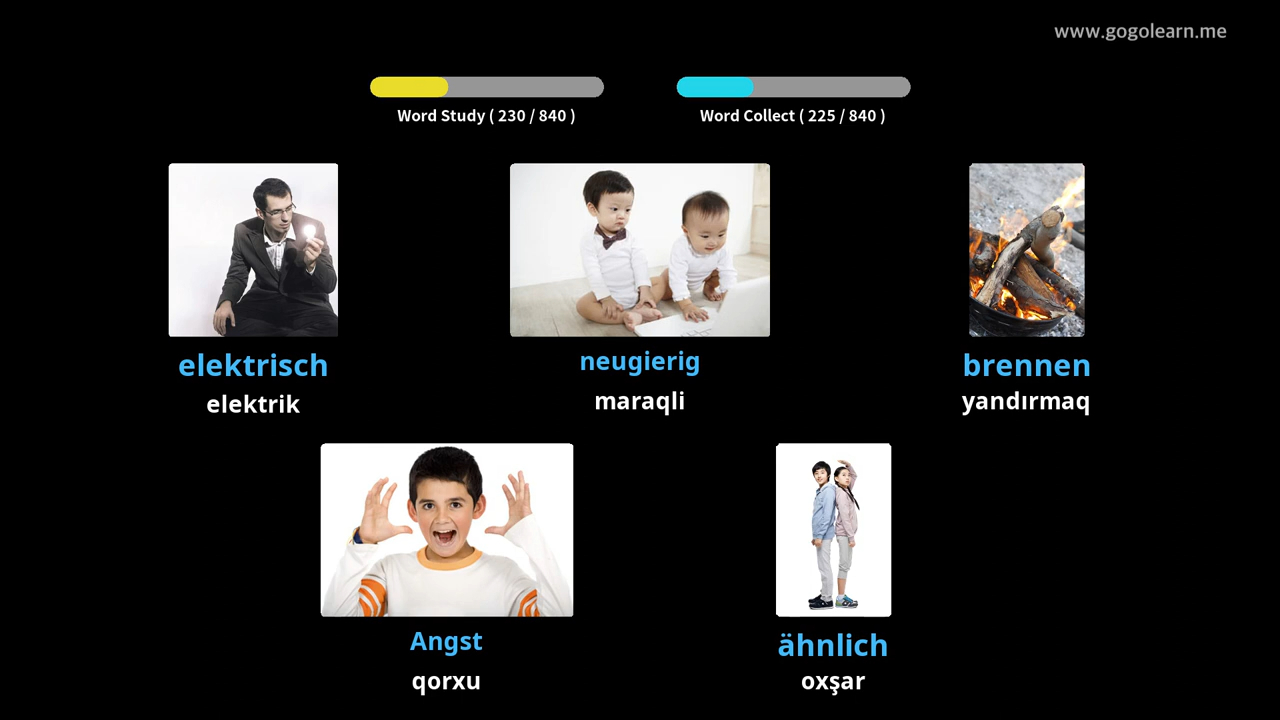 www.gogolearn.me
Word Study ( 230 / 840 )
Word Collect ( 225 / 840 )
elektrisch
elektrik
neugierig
maraqli
brennen
yandırmaq
Angst
qorxu
ähnlich
oxşar